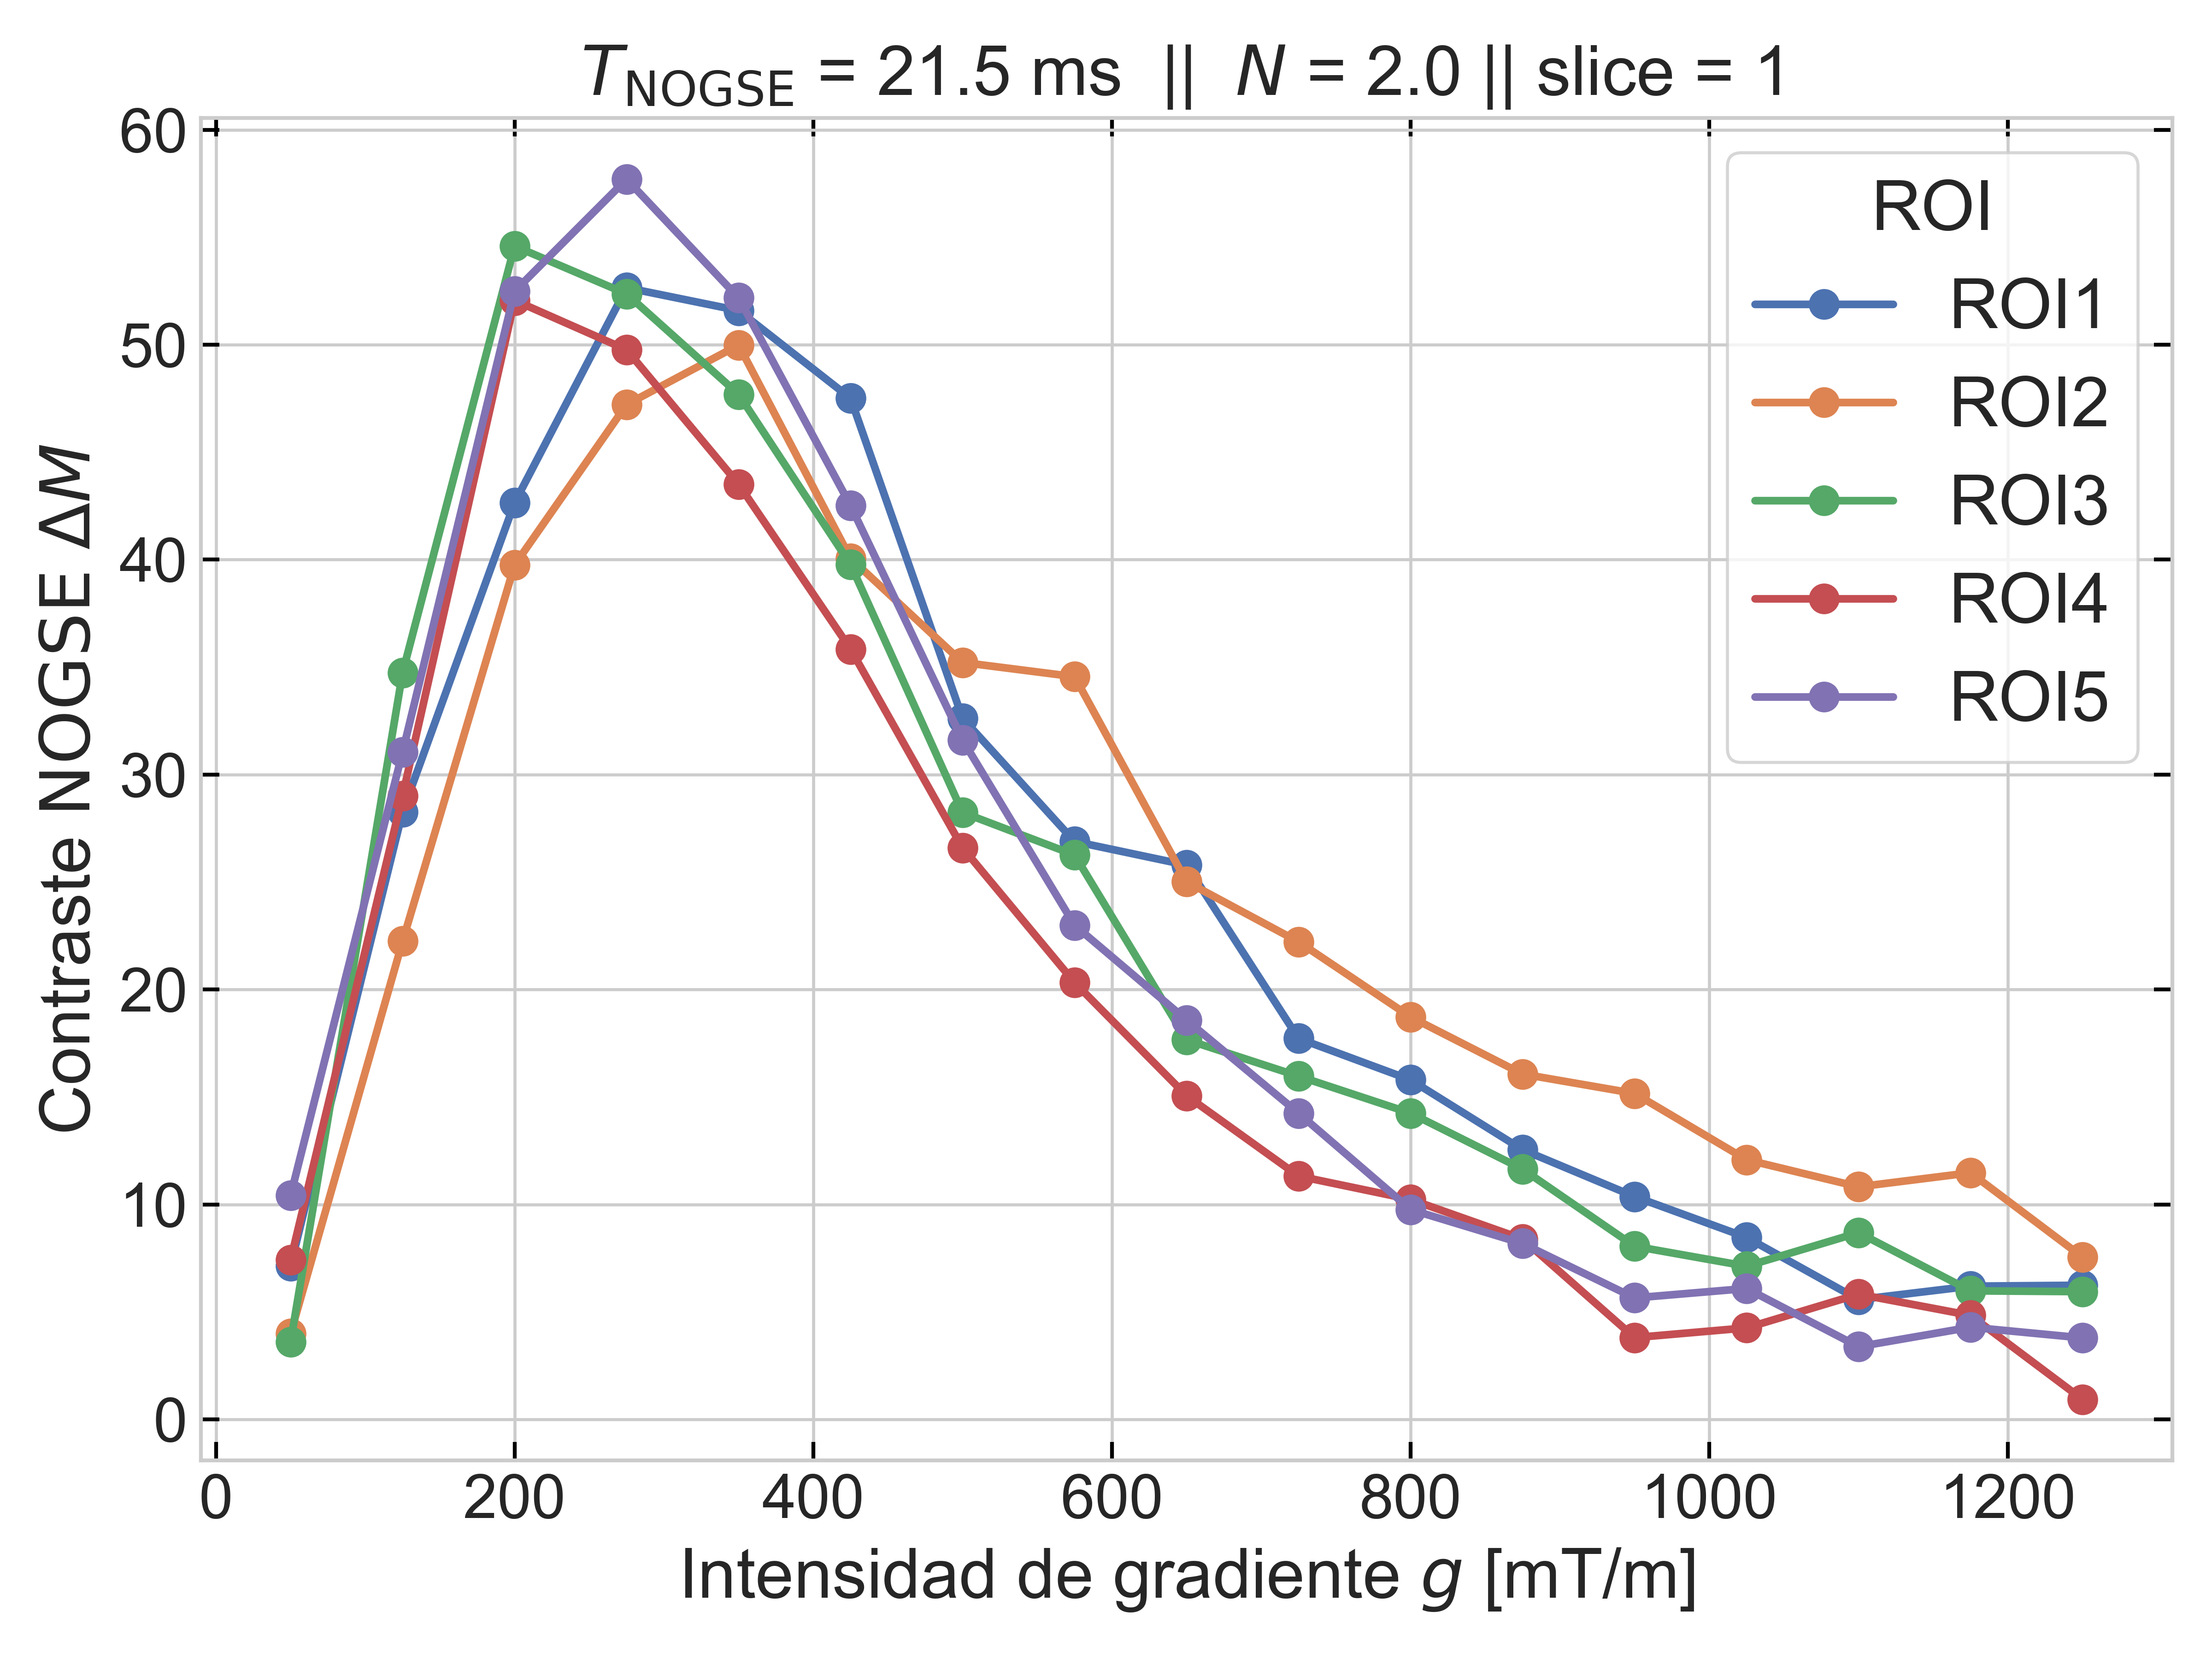 T_NOGSE = 21.5 ms || N = 2.0 || slice = 1
Contraste NOGSE ΔM
60
50
40
30
20
10
0
0 200 400 600 800 1000 1200
Intensidad de gradiente g [mT/m]
ROI
ROI1
ROI2
ROI3
ROI4
ROI5